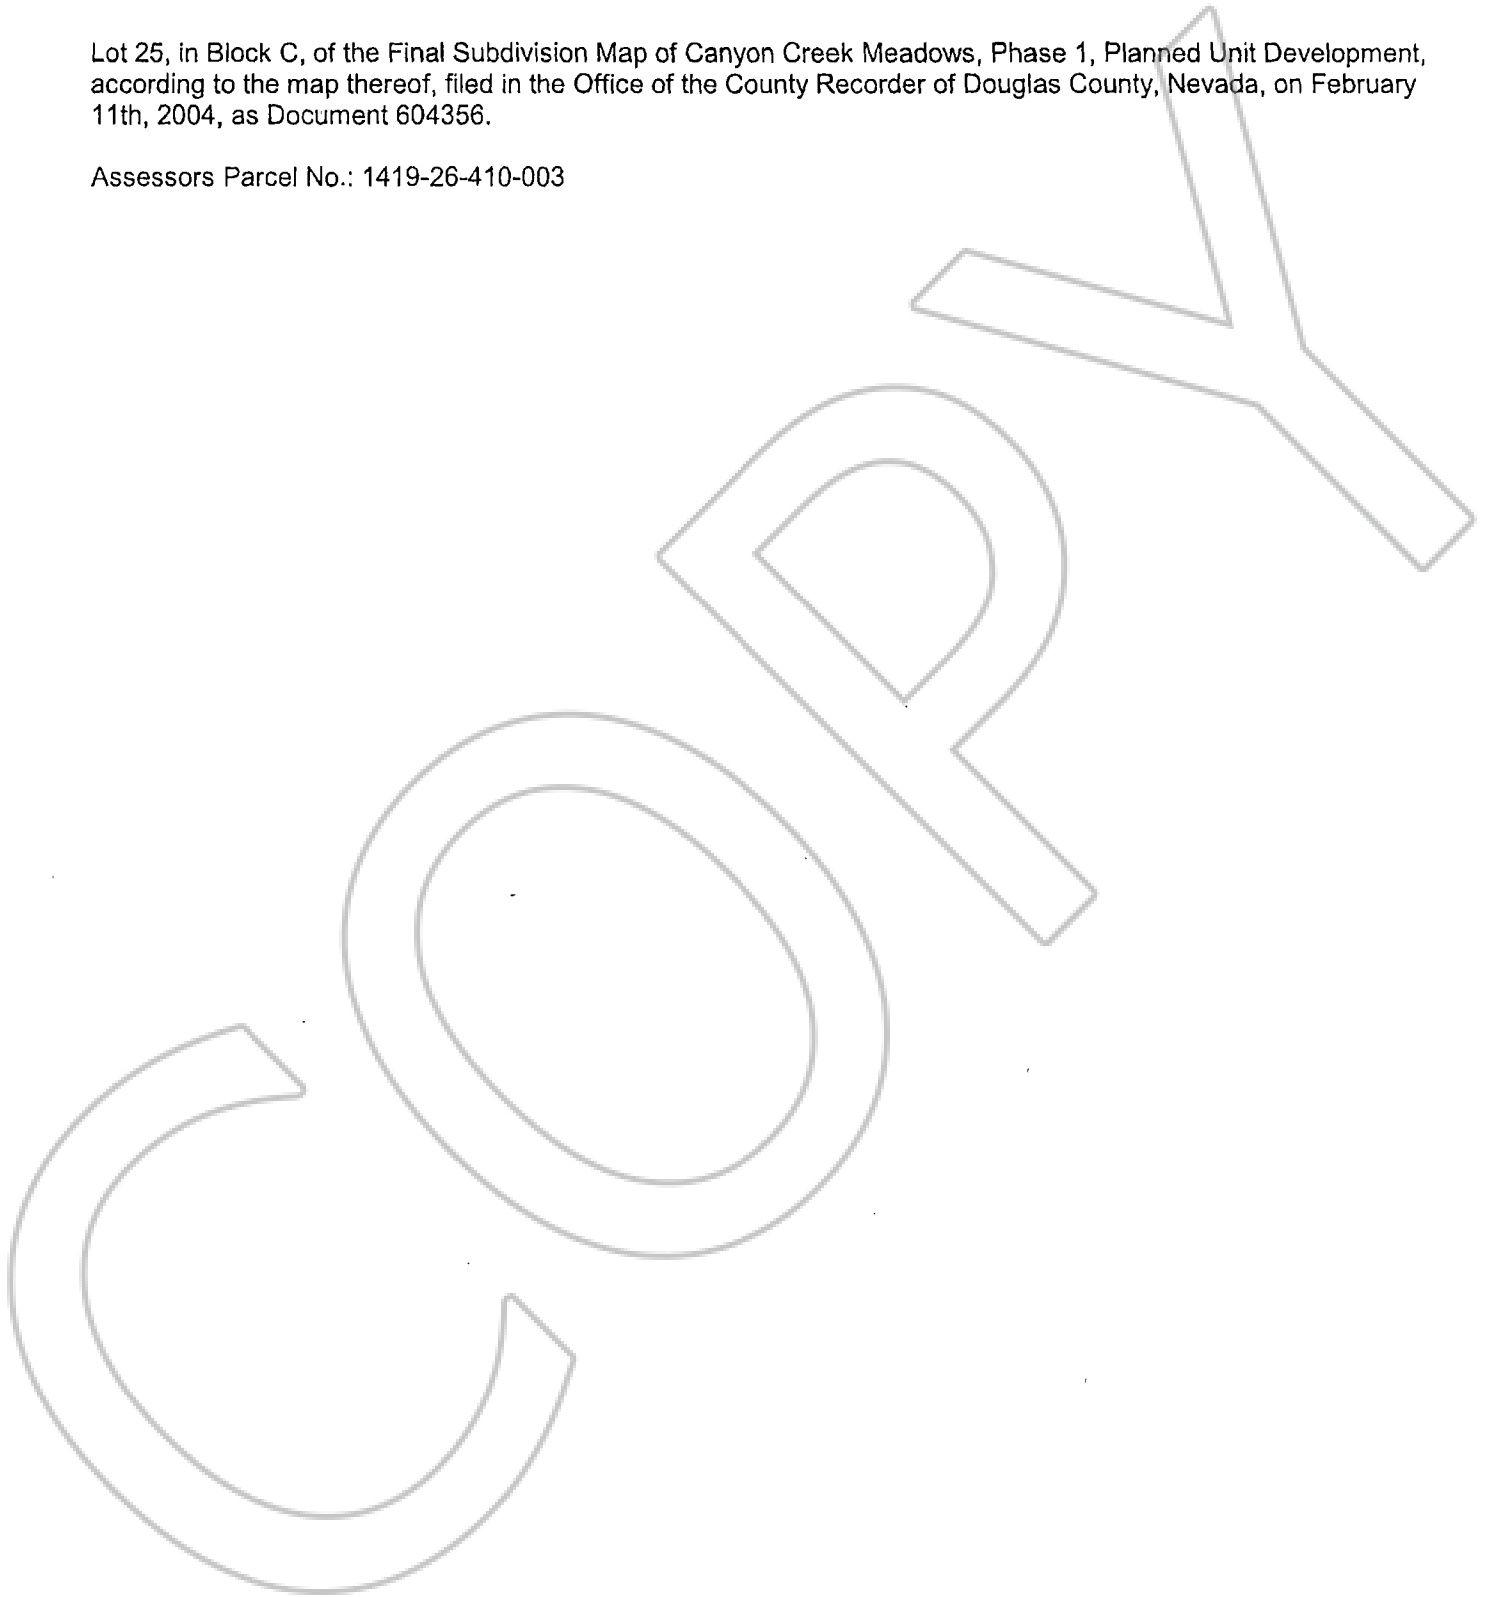 Lot 25, in Block C, of the Final Subdivision Map of Canyon Creek Meadows, Phase 1, Planned Unit Development,
according to the map thereof, filed in the Office of the County Recorder of Douglas County, Nevada, on February
11th, 2004, as Document 604356.
Assessors Parcel No.: 1419-26-410-003
COPY